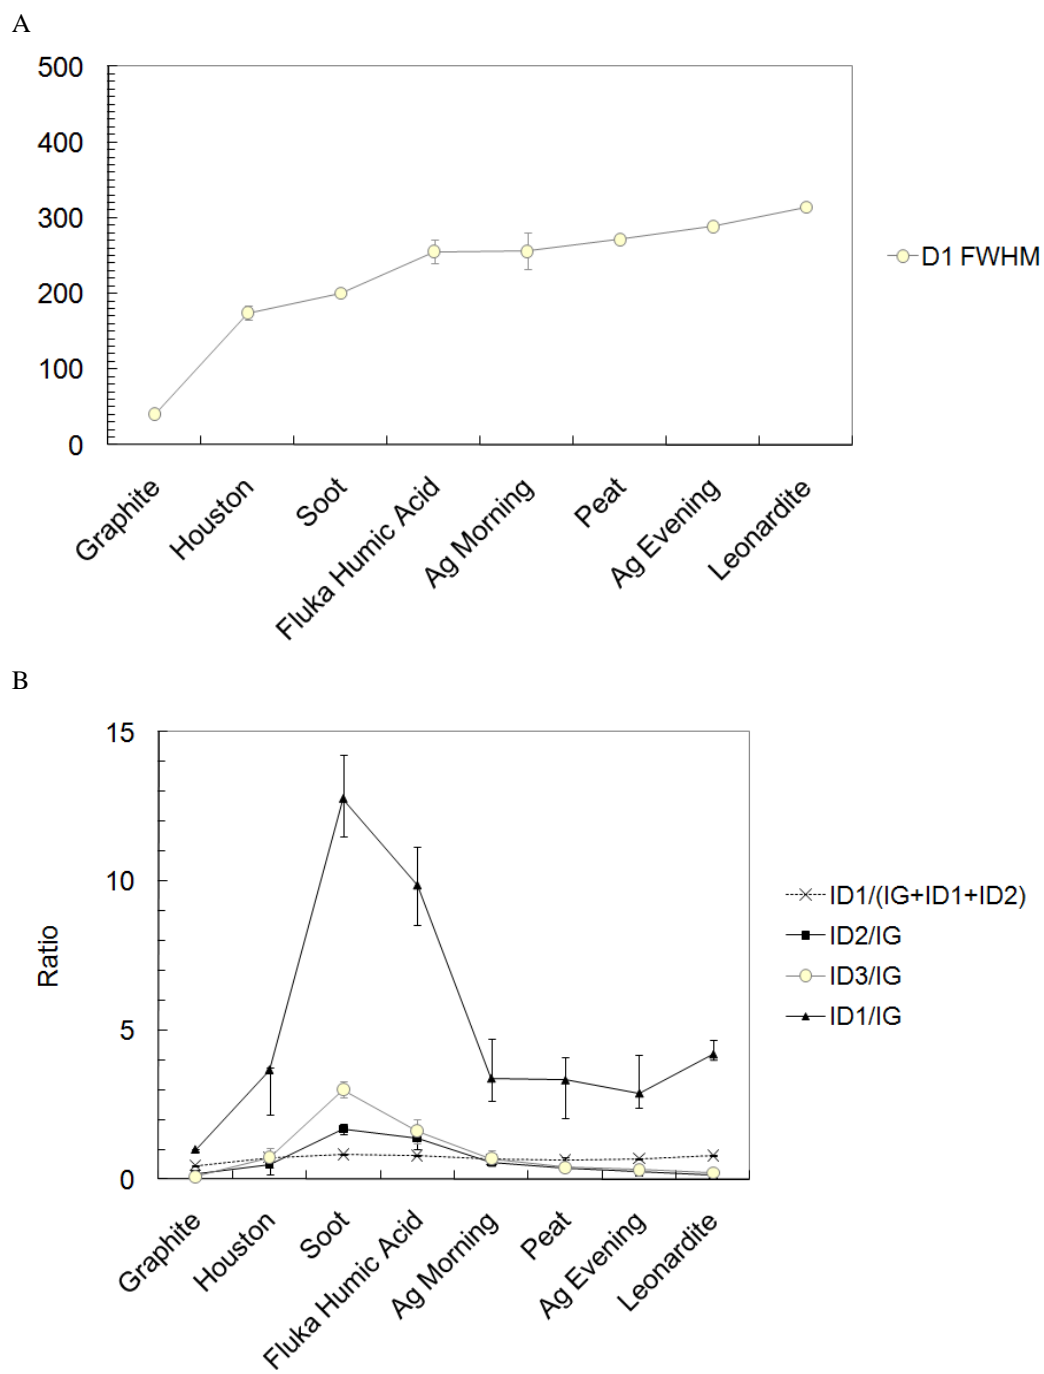 A
500
400
300
200
100
0
D1 FWHM
Graphite
Houston
Soot
Fluka Humic Acid
Ag Morning
Peat
Ag Evening
Leonardite
B
15
10
5
0
Ratio
ID1/(IG+ID1+ID2)
ID2/IG
ID3/IG
ID1/IG
Graphite
Houston
Soot
Fluka Humic Acid
Ag Morning
Peat
Ag Evening
Leonardite